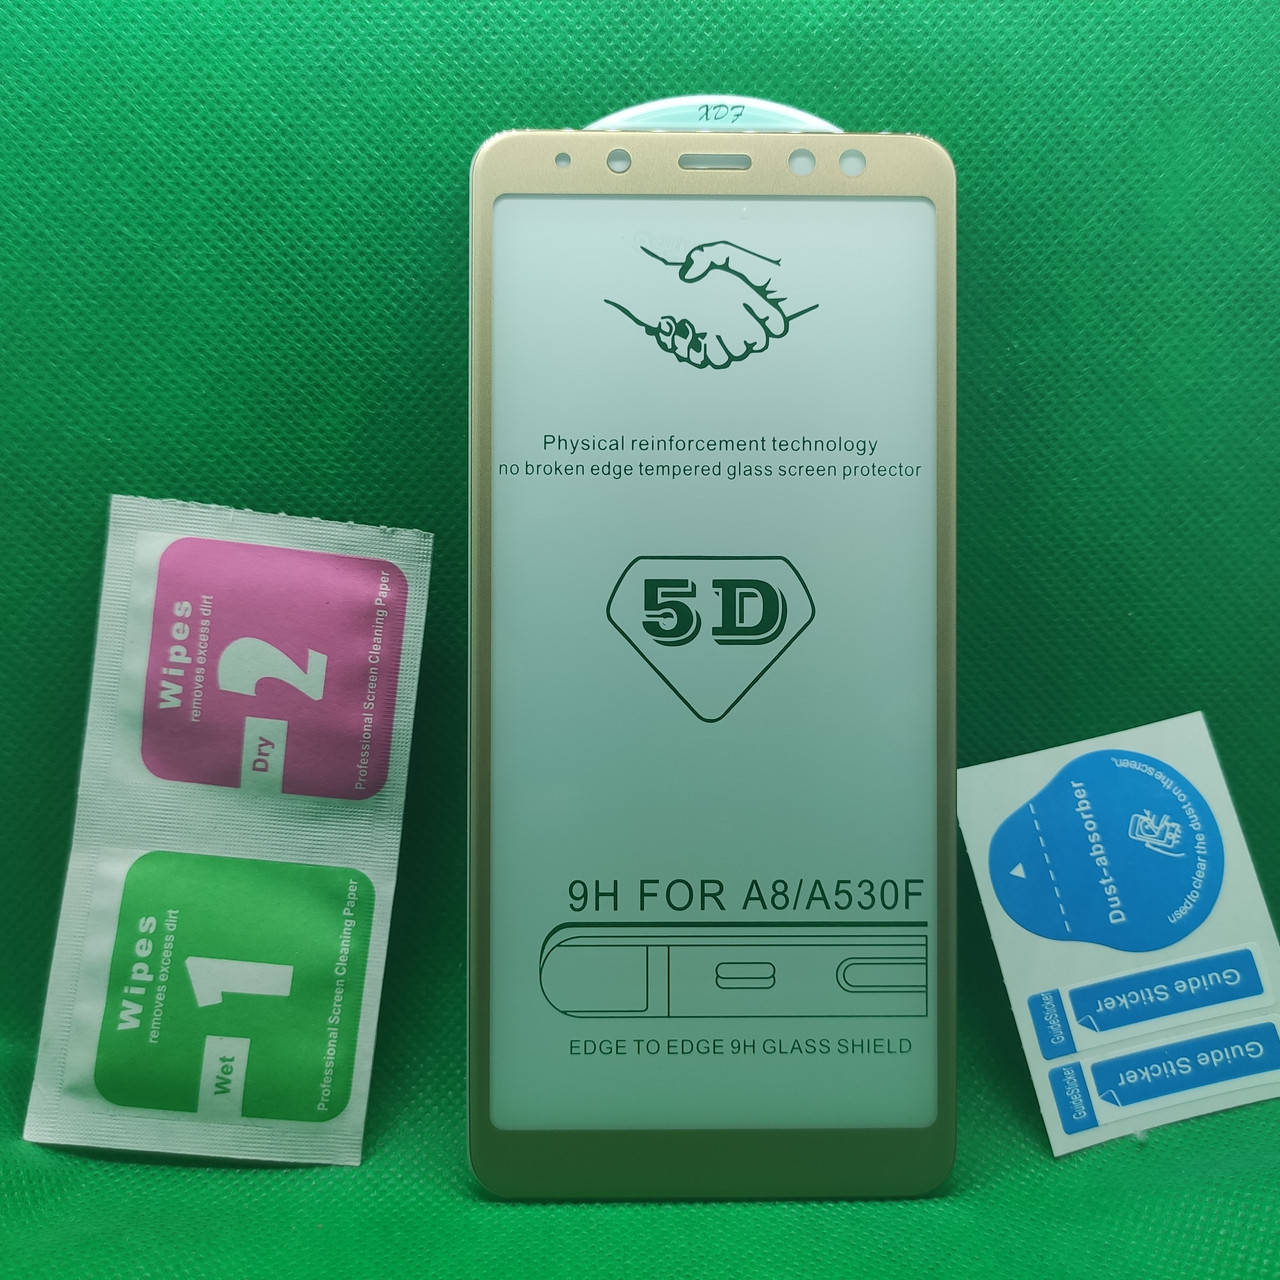 XDF
Physical reinforcement technology
no broken edge tempered glass screen protector
5D
9H FOR A8/A530F
EDGE TO EDGE 9H GLASS SHIELD
Wipes
removes excess dirt
2
Dry
Professional Screen Cleaning Paper
Wipes
removes excess dirt
1
Wet
Professional Screen Cleaning Paper
Dust-absorber
used to clear the dust on the screen,
GuideSticker
Guide Sticker
GuideSticker
Guide Sticker